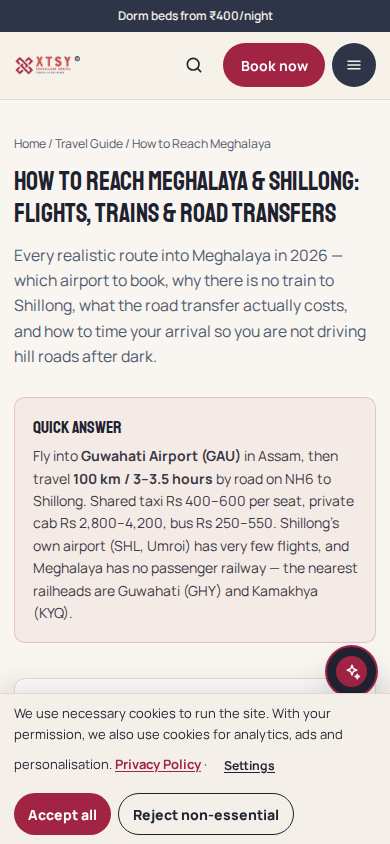 Dorm beds from ₹400/night
XTSY
Book now
Home / Travel Guide / How to Reach Meghalaya
HOW TO REACH MEGHALAYA & SHILLONG:
FLIGHTS, TRAINS & ROAD TRANSFERS
Every realistic route into Meghalaya in 2026 —
which airport to book, why there is no train to
Shillong, what the road transfer actually costs,
and how to time your arrival so you are not driving
hill roads after dark.
QUICK ANSWER
Fly into Guwahati Airport (GAU) in Assam, then
travel 100 km / 3–3.5 hours by road on NH6 to
Shillong. Shared taxi Rs 400–600 per seat, private
cab Rs 2,800–4,200, bus Rs 250–550. Shillong's
own airport (SHL, Umroi) has very few flights, and
Meghalaya has no passenger railway — the nearest
railheads are Guwahati (GHY) and Kamakhya
(KYQ).
We use necessary cookies to run the site. With your
permission, we also use cookies for analytics, ads and
personalisation. Privacy Policy · Settings
Accept all
Reject non-essential